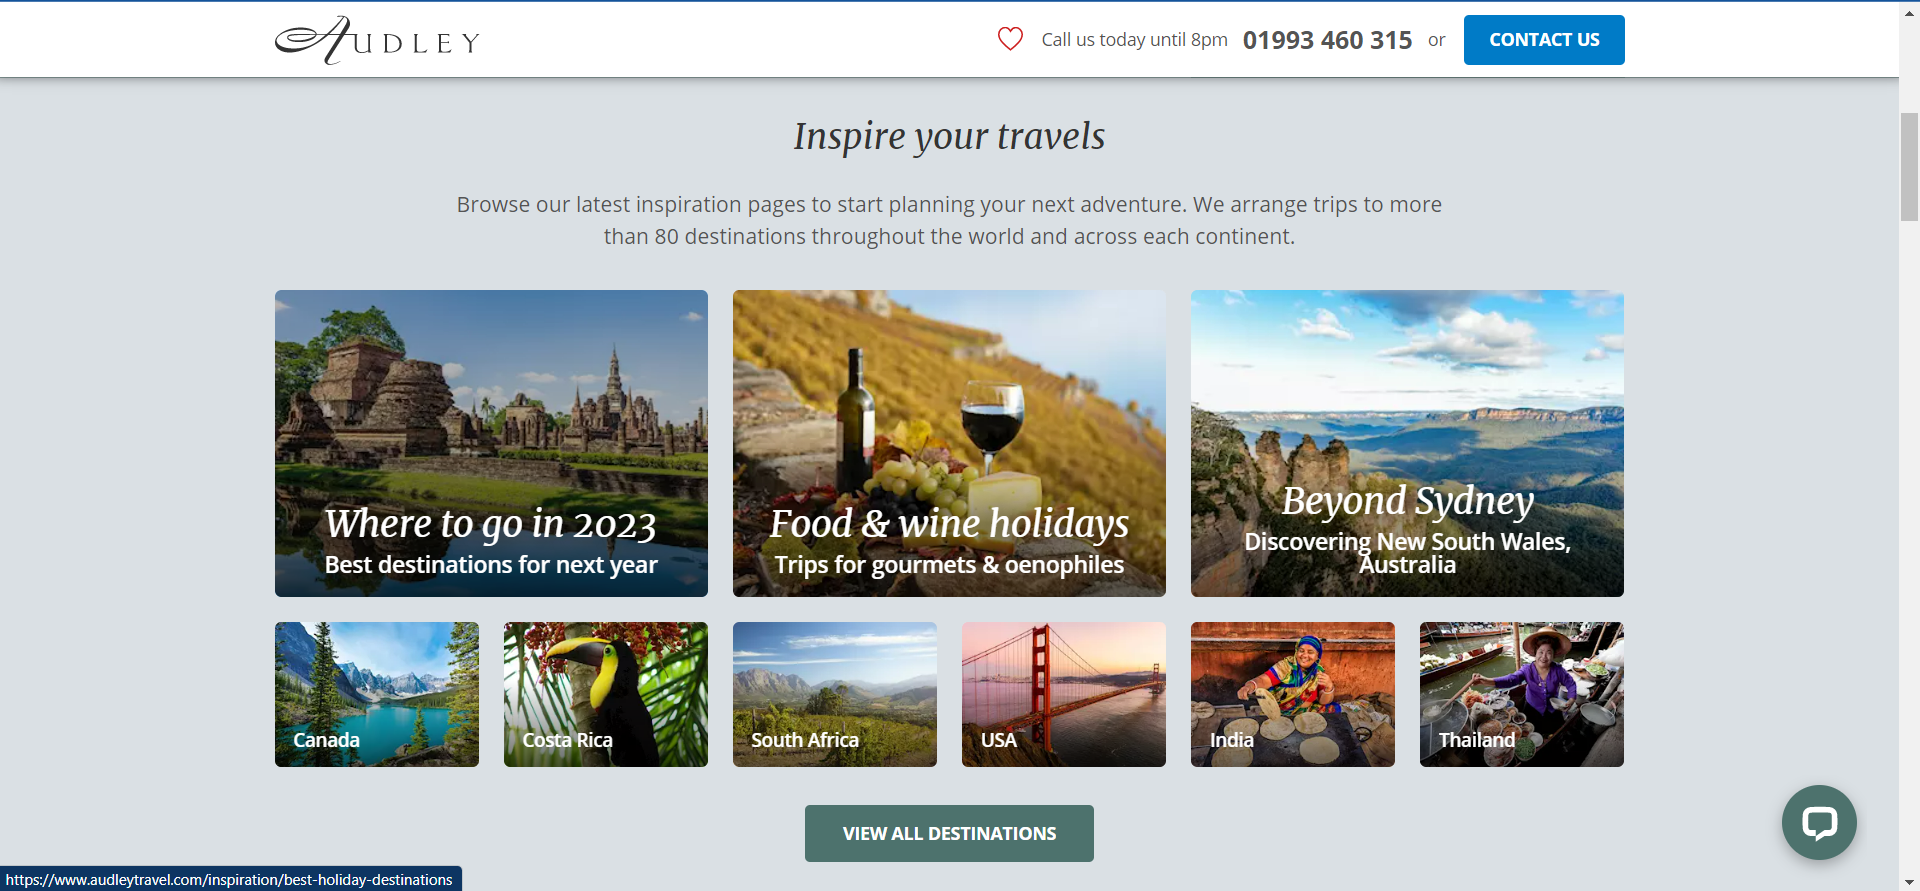 AUDLEY
Call us today until 8pm 01993 460 315 or CONTACT US
Inspire your travels
Browse our latest inspiration pages to start planning your next adventure. We arrange trips to more
than 80 destinations throughout the world and across each continent.
Where to go in 2023
Best destinations for next year
Food & wine holidays
Trips for gourmets & oenophiles
Beyond Sydney
Discovering New South Wales,
Australia
Canada
Costa Rica
South Africa
USA
India
Thailand
VIEW ALL DESTINATIONS
https://www.audleytravel.com/inspiration/best-holiday-destinations